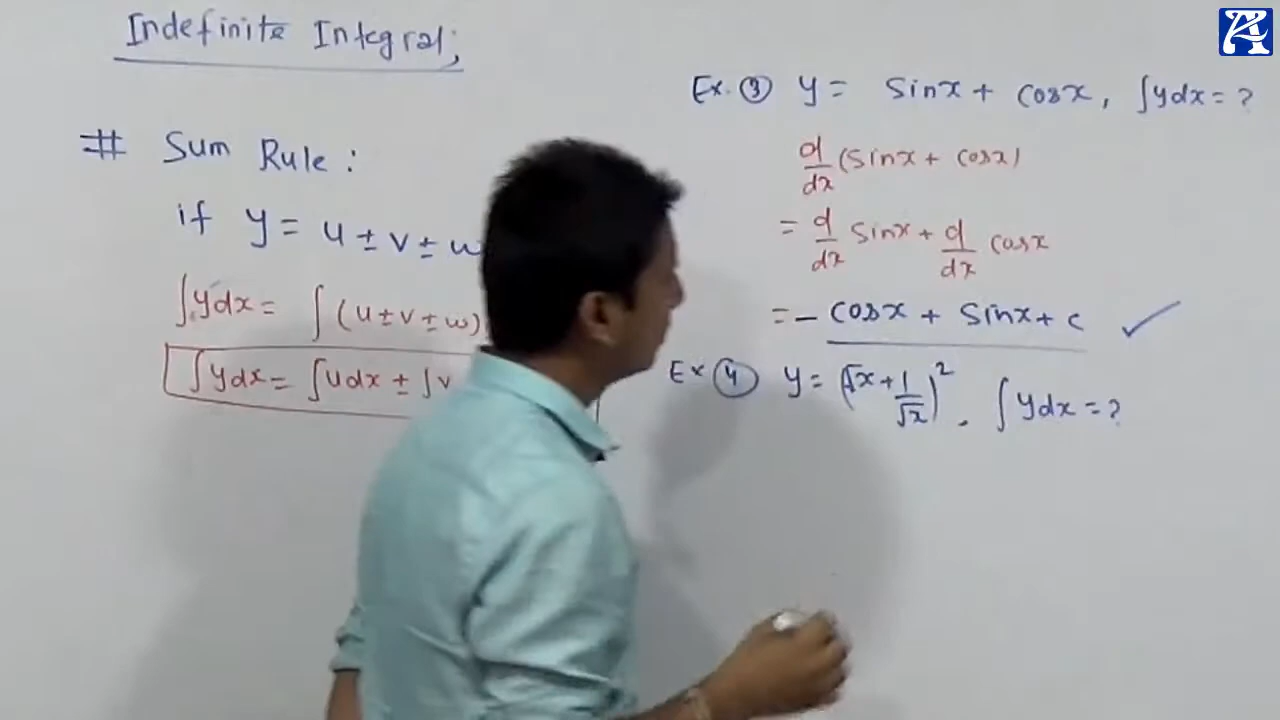 Indefinite Integral;
# Sum Rule:
if y = u ± v ± w
∫ydx = ∫(u ± v ± w)
∫ydx = ∫udx ± ∫v
Ex. ③ y = Sinx + Cosx, ∫ydx = ?
d/dx (Sinx + Cosx)
= d/dx Sinx + d/dx Cosx
= - Cosx + Sinx + c ✓
Ex ④ y = (√x + 1/√x)², ∫ydx = ?